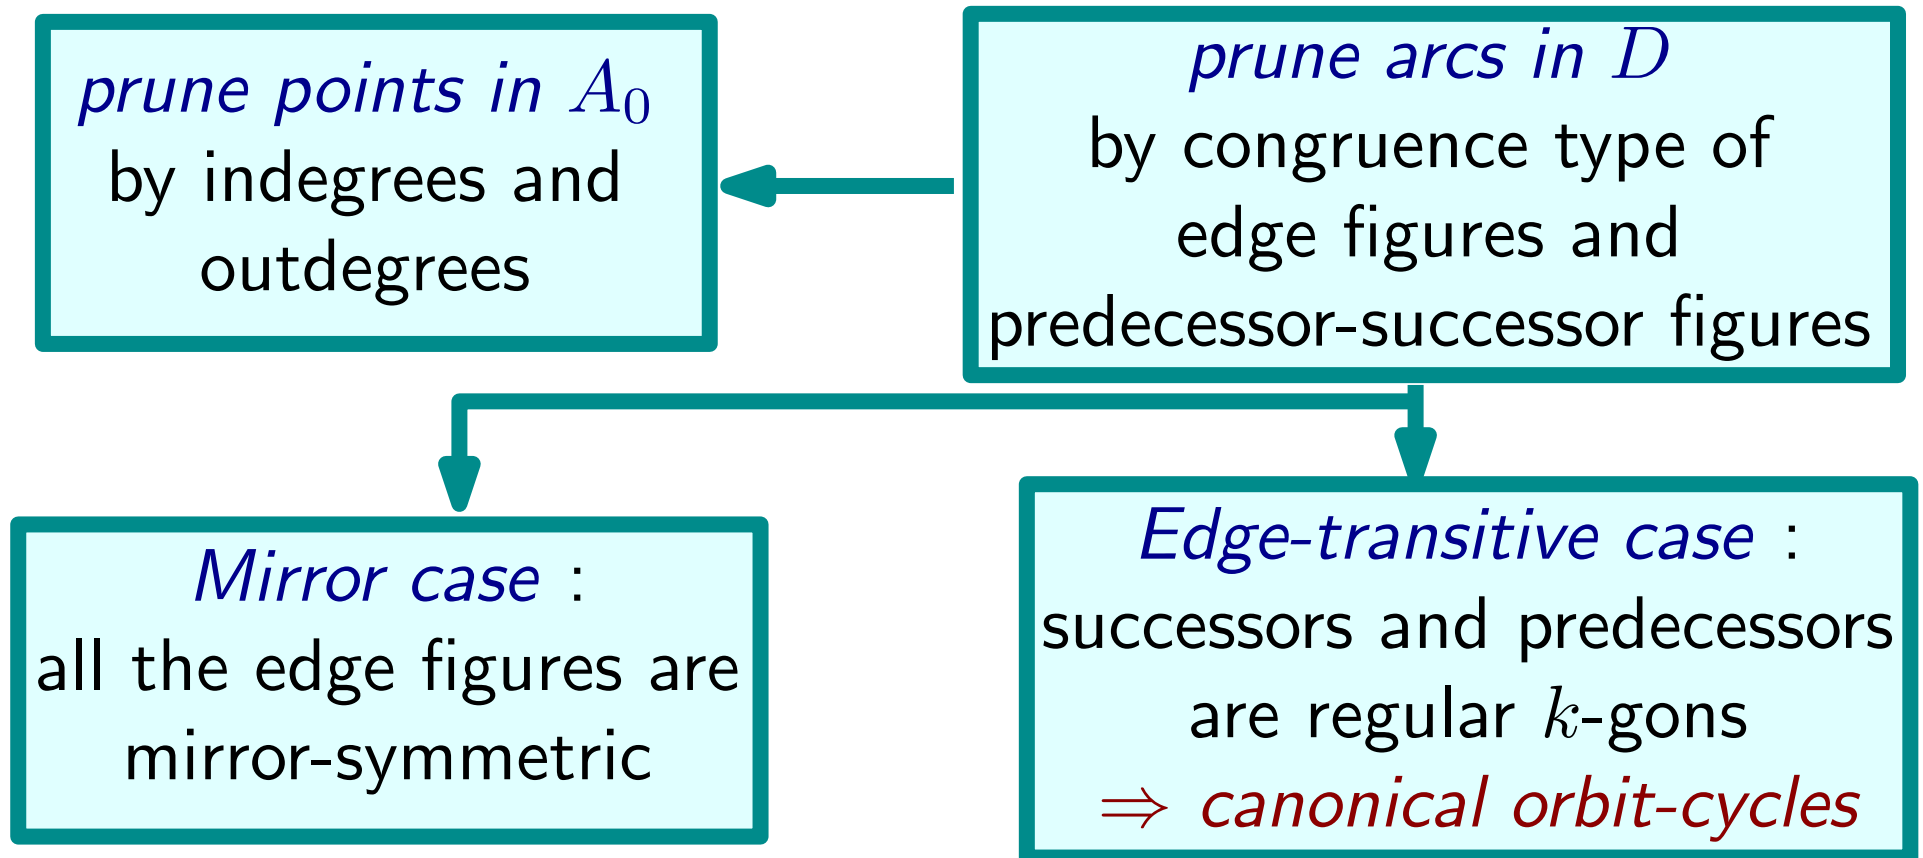 prune points in A₀
by indegrees and
outdegrees
prune arcs in D
by congruence type of
edge figures and
predecessor-successor figures
Mirror case :
all the edge figures are
mirror-symmetric
Edge-transitive case :
successors and predecessors
are regular k-gons
⇒ canonical orbit-cycles